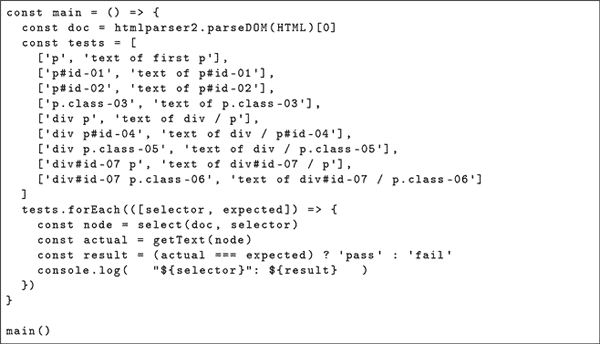 const main = () => {
  const doc = htmlparser2.parseDOM(HTML)[0]
  const tests = [
    ['p', 'text of first p'],
    ['p#id-01', 'text of p#id-01'],
    ['p#id-02', 'text of p#id-02'],
    ['p.class-03', 'text of p.class-03'],
    ['div p', 'text of div / p'],
    ['div p#id-04', 'text of div / p#id-04'],
    ['div p.class-05', 'text of div / p.class-05'],
    ['div#id-07 p', 'text of div#id-07 / p'],
    ['div#id-07 p.class-06', 'text of div#id-07 / p.class-06']
  ]
  tests.forEach(([selector, expected]) => {
    const node = select(doc, selector)
    const actual = getText(node)
    const result = (actual === expected) ? 'pass' : 'fail'
    console.log(   "${selector}": ${result}   )
  })
}

main()